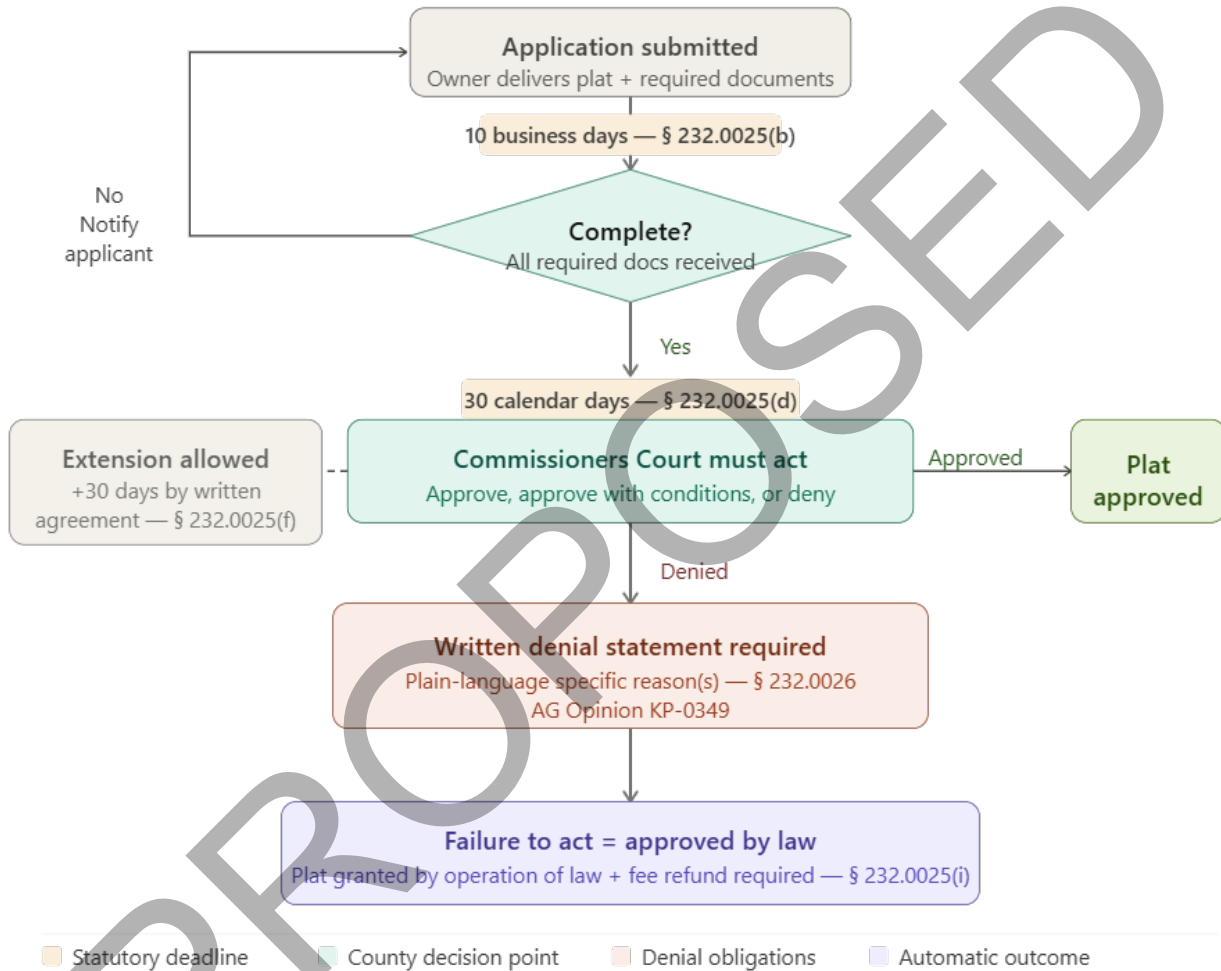 Application submitted
Owner delivers plat + required documents
10 business days — § 232.0025(b)
No
Notify
applicant
Complete?
All required docs received
Yes
30 calendar days — § 232.0025(d)
Extension allowed
+30 days by written
agreement — § 232.0025(f)
Commissioners Court must act
Approve, approve with conditions, or deny
Approved
Plat
approved
Denied
Written denial statement required
Plain-language specific reason(s) — § 232.0026
AG Opinion KP-0349
Failure to act = approved by law
Plat granted by operation of law + fee refund required — § 232.0025(i)
Statutory deadline
County decision point
Denial obligations
Automatic outcome
PROPOSED